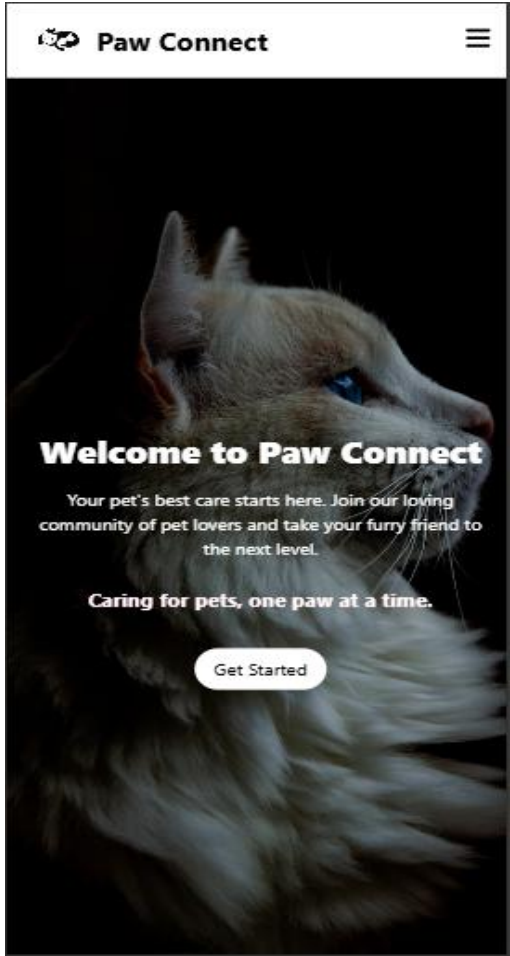 Paw Connect
Welcome to Paw Connect
Your pet's best care starts here. Join our loving
community of pet lovers and take your furry friend to
the next level.
Caring for pets, one paw at a time.
Get Started